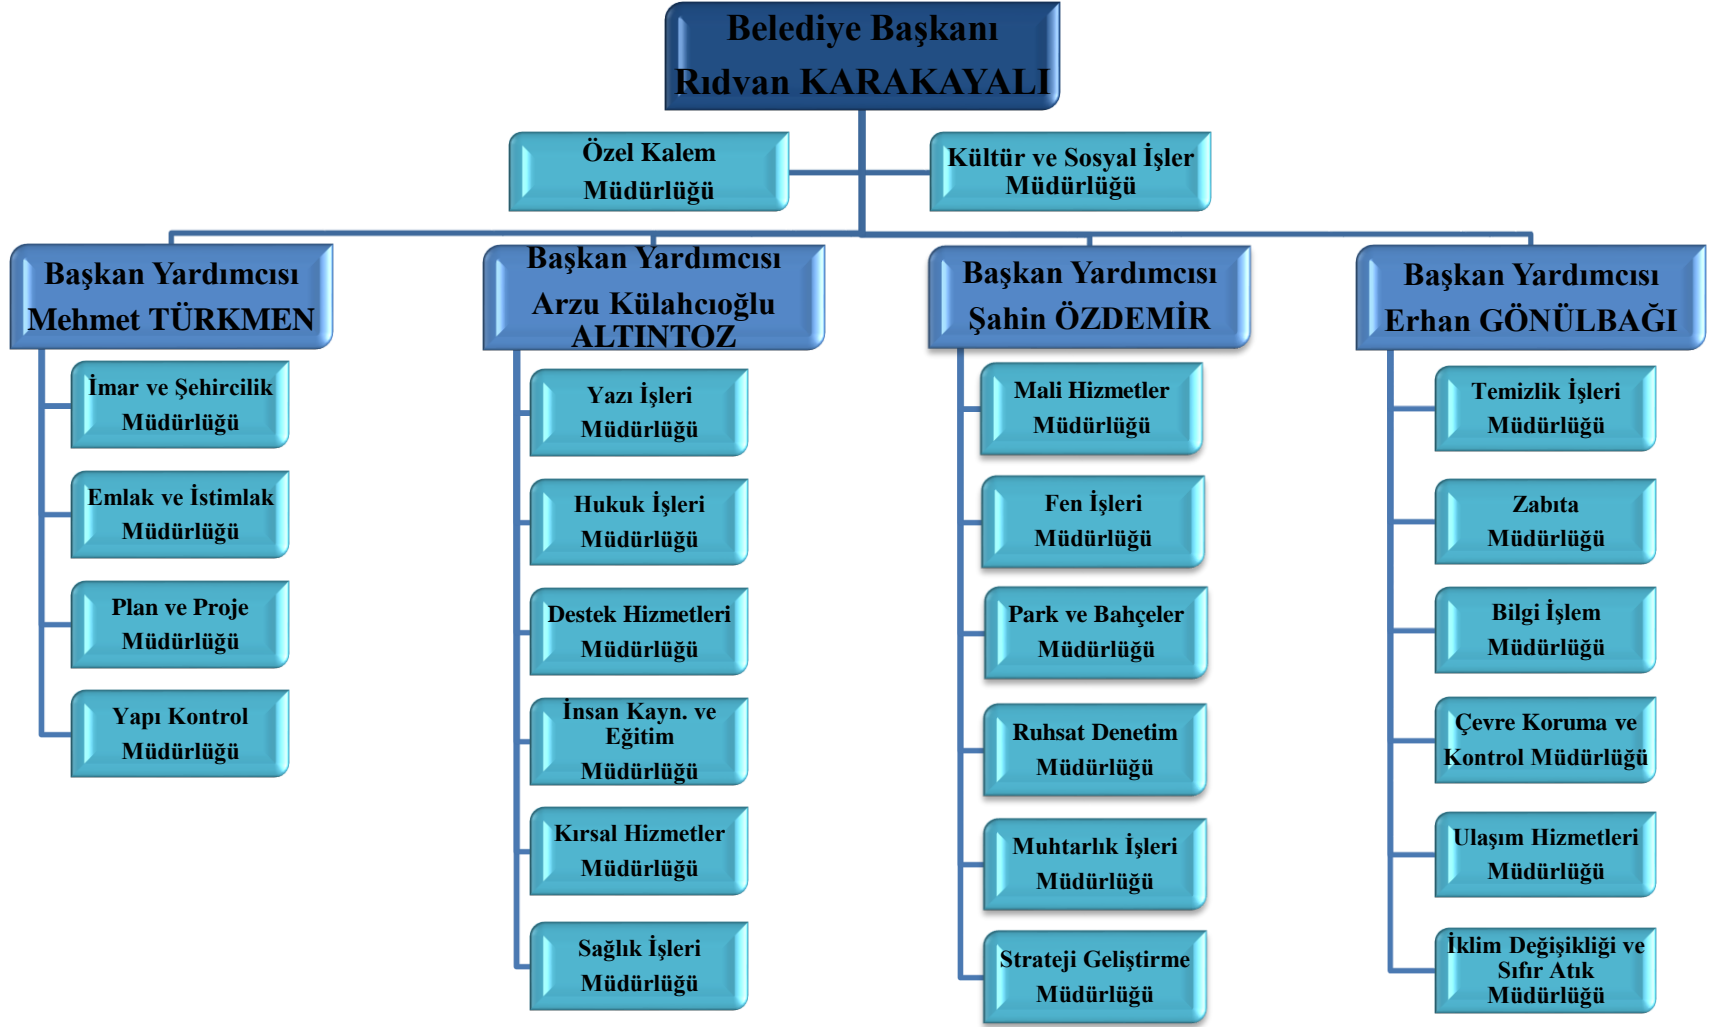 Belediye Başkanı
Rıdvan KARAKAYALI
Özel Kalem
Müdürlüğü
Kültür ve Sosyal İşler
Müdürlüğü
Başkan Yardımcısı
Mehmet TÜRKMEN
İmar ve Şehircilik
Müdürlüğü
Emlak ve İstimlak
Müdürlüğü
Plan ve Proje
Müdürlüğü
Yapı Kontrol
Müdürlüğü
Başkan Yardımcısı
Arzu Külahcıoğlu
ALTINTOZ
Yazı İşleri
Müdürlüğü
Hukuk İşleri
Müdürlüğü
Destek Hizmetleri
Müdürlüğü
İnsan Kayn. ve
Eğitim
Müdürlüğü
Kırsal Hizmetler
Müdürlüğü
Sağlık İşleri
Müdürlüğü
Başkan Yardımcısı
Şahin ÖZDEMİR
Mali Hizmetler
Müdürlüğü
Fen İşleri
Müdürlüğü
Park ve Bahçeler
Müdürlüğü
Ruhsat Denetim
Müdürlüğü
Muhtarlık İşleri
Müdürlüğü
Strateji Geliştirme
Müdürlüğü
Başkan Yardımcısı
Erhan GÖNÜLBAĞI
Temizlik İşleri
Müdürlüğü
Zabıta
Müdürlüğü
Bilgi İşlem
Müdürlüğü
Çevre Koruma ve
Kontrol Müdürlüğü
Ulaşım Hizmetleri
Müdürlüğü
İklim Değişikliği ve
Sıfır Atık
Müdürlüğü